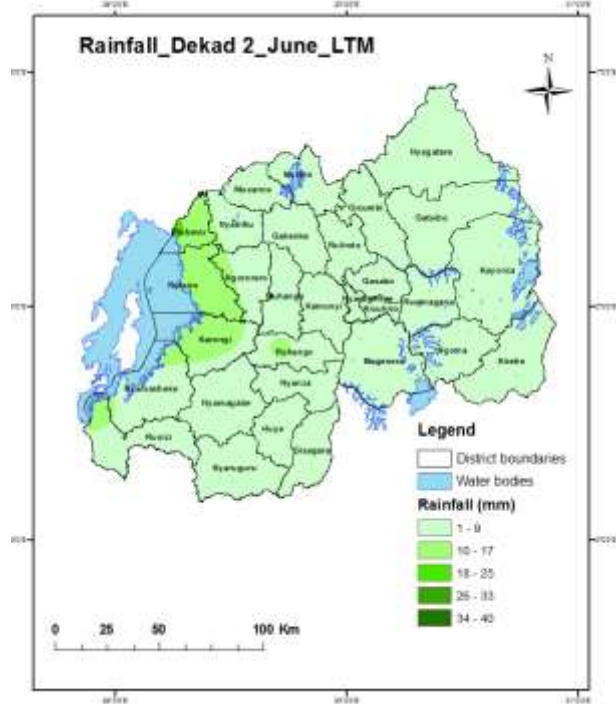 Rainfall_Dekad 2_June_LTM
N
Nyagatare
Musanze
Gicumbi
Gatsibo
Rubavu
Nyabihu
Gakenke
Rulindo
Kayonza
Rutsiro
Ngororero
Gasabo
Muhanga
Kamonyi
Rwamagana
Karongi
Ruhango
Bugesera
Ngoma
Kirehe
Nyanza
Nyamasheke
Nyamagabe
Huye
Rusizi
Gisagara
Nyaruguru
Legend
District boundaries
Water bodies
Rainfall (mm)
1 - 9
10 - 17
18 - 25
26 - 33
34 - 40
0 25 50 100 Km